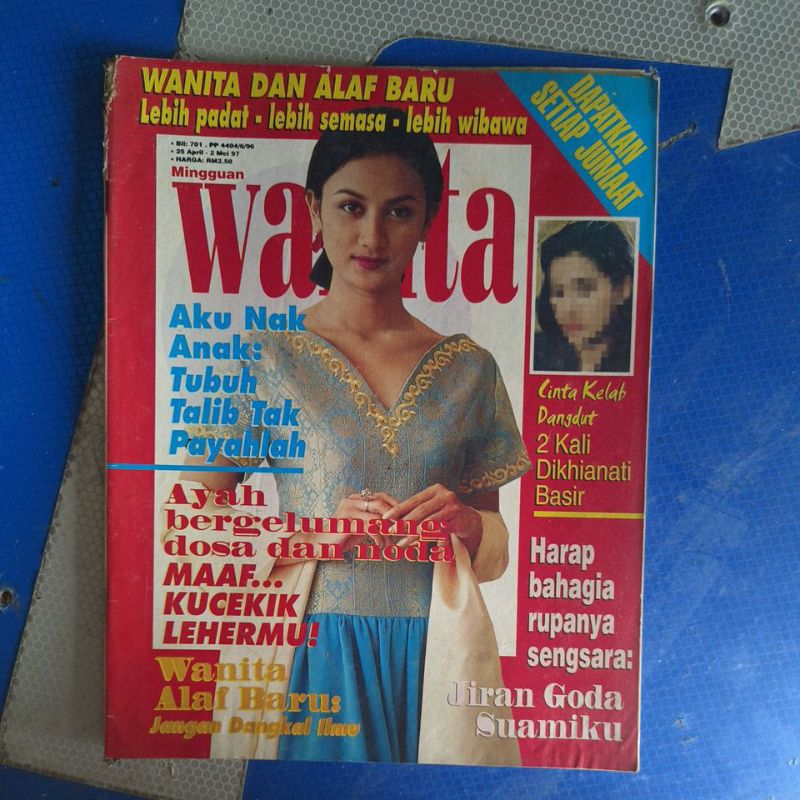 WANITA DAN ALAF BARU
Lebih padat - lebih semasa - lebih wibawa
DAPATKAN
SETIAP JUMAAT
• Bil: 701 . PP 4404/6/96
• 25 April - 2 Mei 97
• HARGA: RM2.50
Mingguan
wanita
Aku Nak
Anak:
Tubuh
Talib Tak
Payahlah
Cinta Kelab
Dangdut
2 Kali
Dikhianati
Basir
Ayah
bergelumang
dosa dan noda
MAAF...
KUCEKIK
LEHERMU!
Harap
bahagia
rupanya
sengsara:
Jiran Goda
Suamiku
Wanita
Alaf Baru:
Jangan Dangkal Ilmu